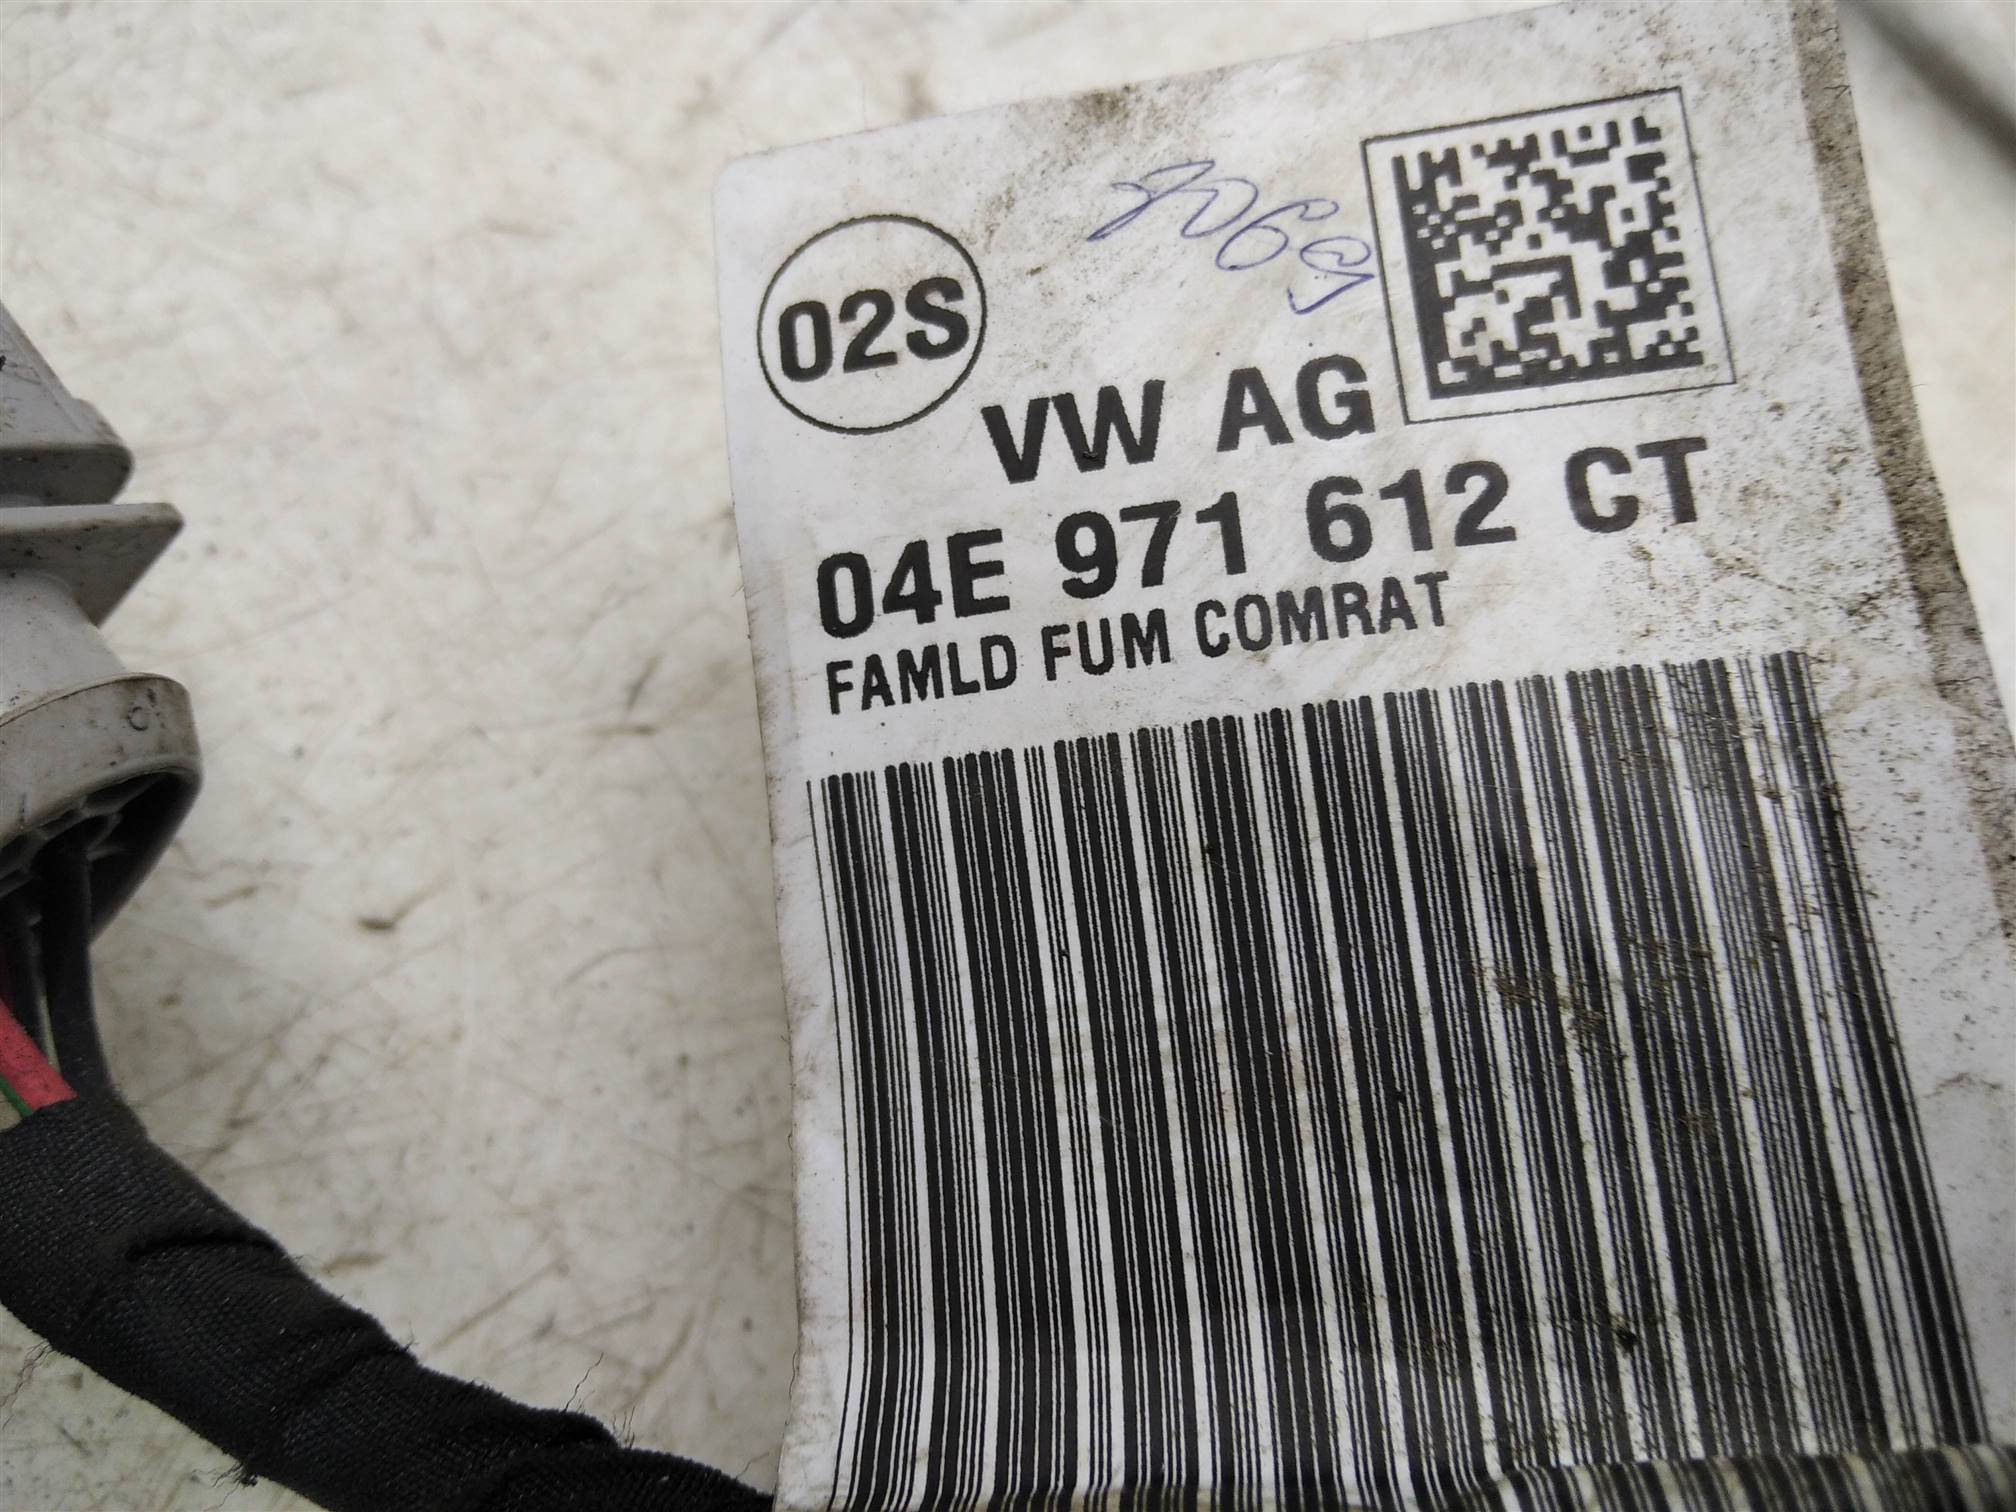 02S
VW AG
04E 971 612 CT
FAMLD FUM COMRAT